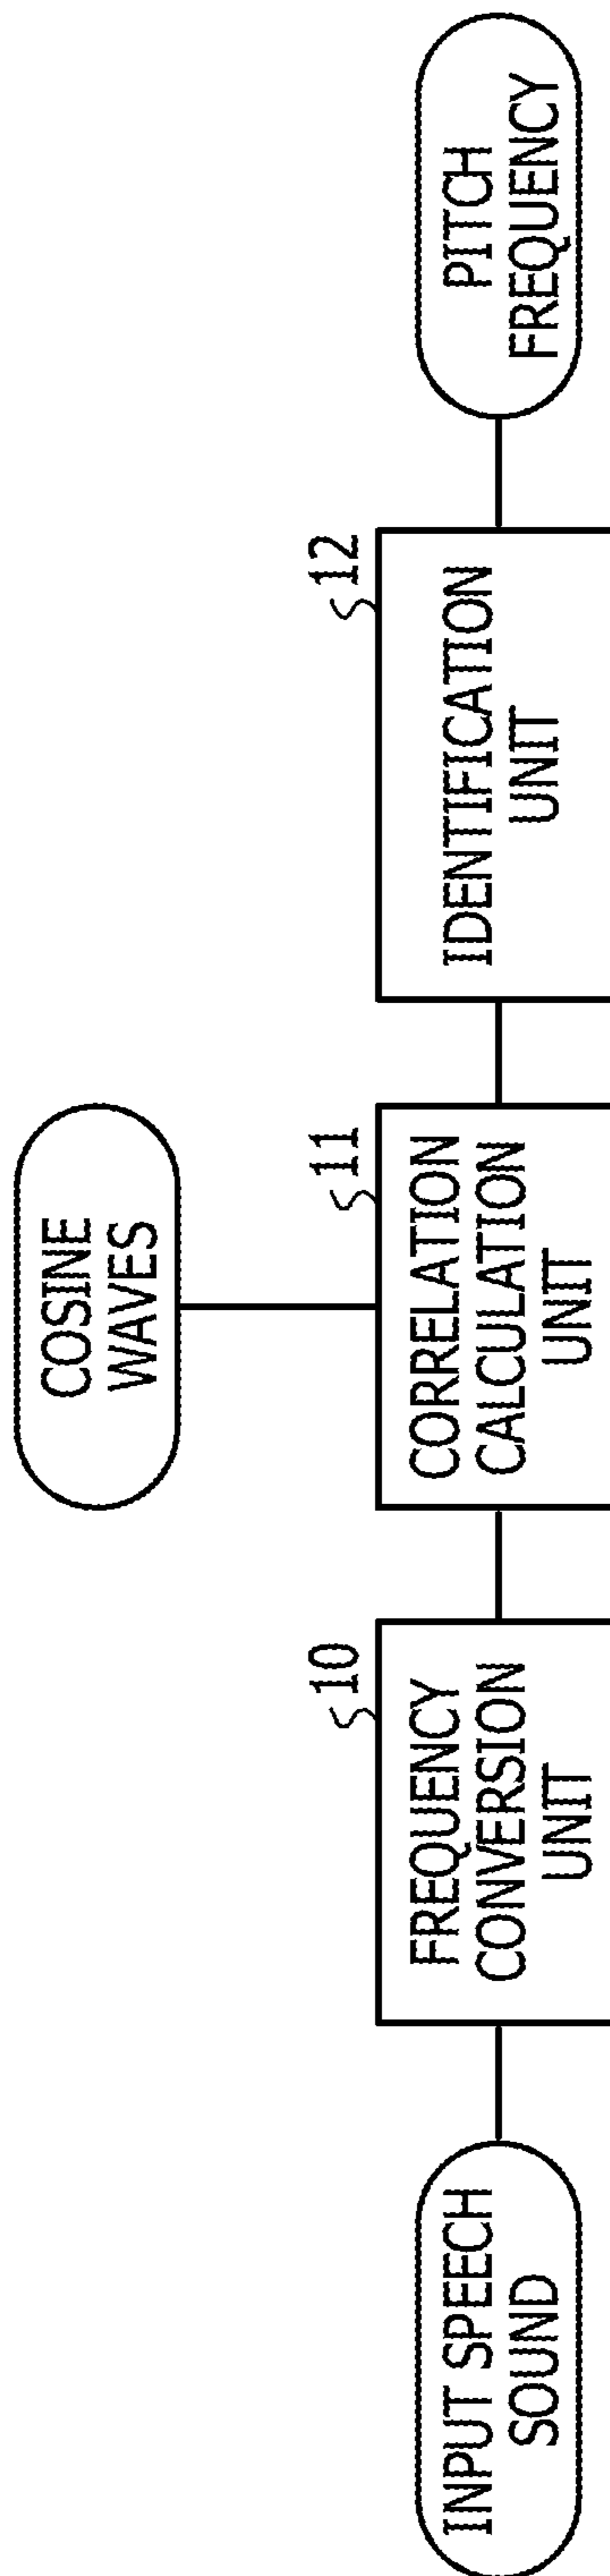 COSINE
WAVES
INPUT SPEECH
SOUND
10
FREQUENCY
CONVERSION
UNIT
11
CORRELATION
CALCULATION
UNIT
12
IDENTIFICATION
UNIT
PITCH
FREQUENCY